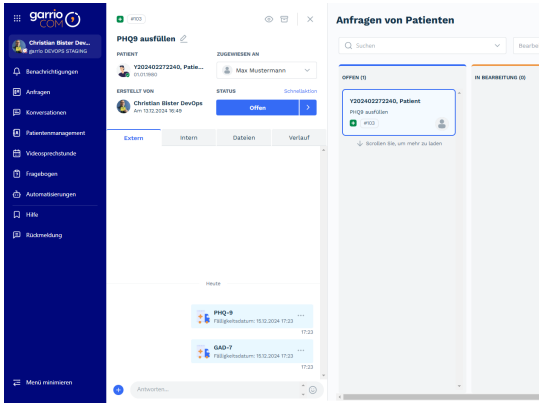 garrio
COM
Christian Bister Dev...
garrio DEVOPS STAGING
Benachrichtigungen
Anfragen
Konversationen
Patientenmanagement
Videosprechstunde
Fragebogen
Automatisierungen
Hilfe
Rückmeldung
Menü minimieren
#103
PHQ9 ausfüllen
PATIENT
Y202402272240, Patie...
01.01.1960
ZUGEWIESEN AN
Max Mustermann
ERSTELLT VON
Christian Bister DevOps
Am 13.12.2024 16:49
STATUS
Schnellaktion
Offen
Extern
Intern
Dateien
Verlauf
Heute
PHQ-9
Fälligkeitsdatum: 15.12.2024 17:23
17:23
GAD-7
Fälligkeitsdatum: 15.12.2024 17:23
17:23
Antworten...
Anfragen von Patienten
Suchen
Bearbe
OFFEN (1)
Y202402272240, Patient
PHQ9 ausfüllen
#103
Scrollen Sie, um mehr zu laden
IN BEARBEITUNG (0)